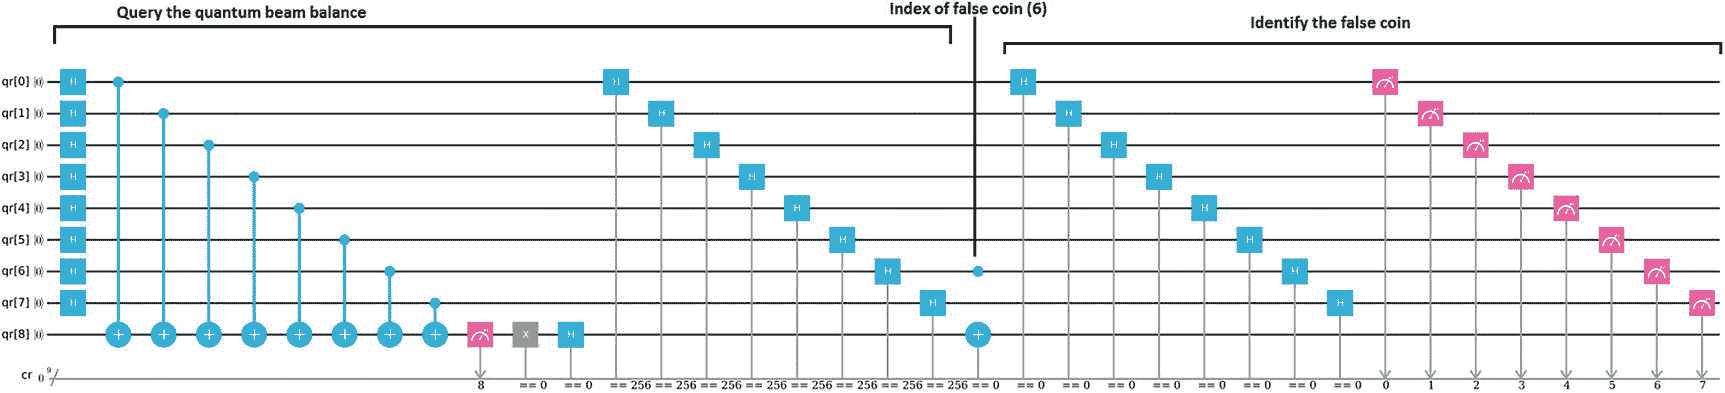 Query the quantum beam balance
Index of false coin (6)
Identify the false coin
qr[0] |0⟩ H H H
qr[1] |0⟩ H H H
qr[2] |0⟩ H H H
qr[3] |0⟩ H H H
qr[4] |0⟩ H H H
qr[5] |0⟩ H H H
qr[6] |0⟩ H H H
qr[7] |0⟩ H H H
qr[8] |0⟩ + + + + + + + + X H +
cr 0 9
8 == 0 == 0 == 256 == 256 == 256 == 256 == 256 == 256 == 256 == 256 == 0 == 0 == 0 == 0 == 0 == 0 == 0 == 0 == 0 0 1 2 3 4 5 6 7